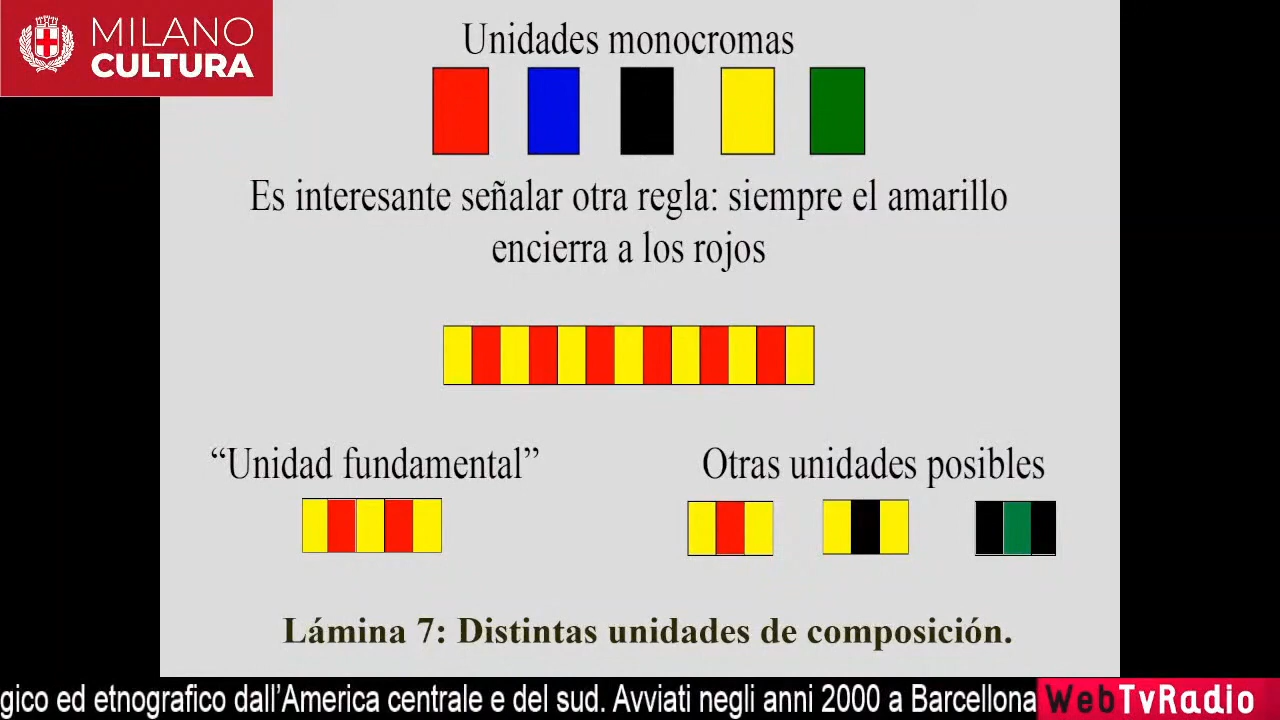 MILANO
CULTURA
Unidades monocromas
Es interesante señalar otra regla: siempre el amarillo
encierra a los rojos
“Unidad fundamental”
Otras unidades posibles
Lámina 7: Distintas unidades de composición.
gico ed etnografico dall’America centrale e del sud. Avviati negli anni 2000 a Barcellona
WebTvRadio